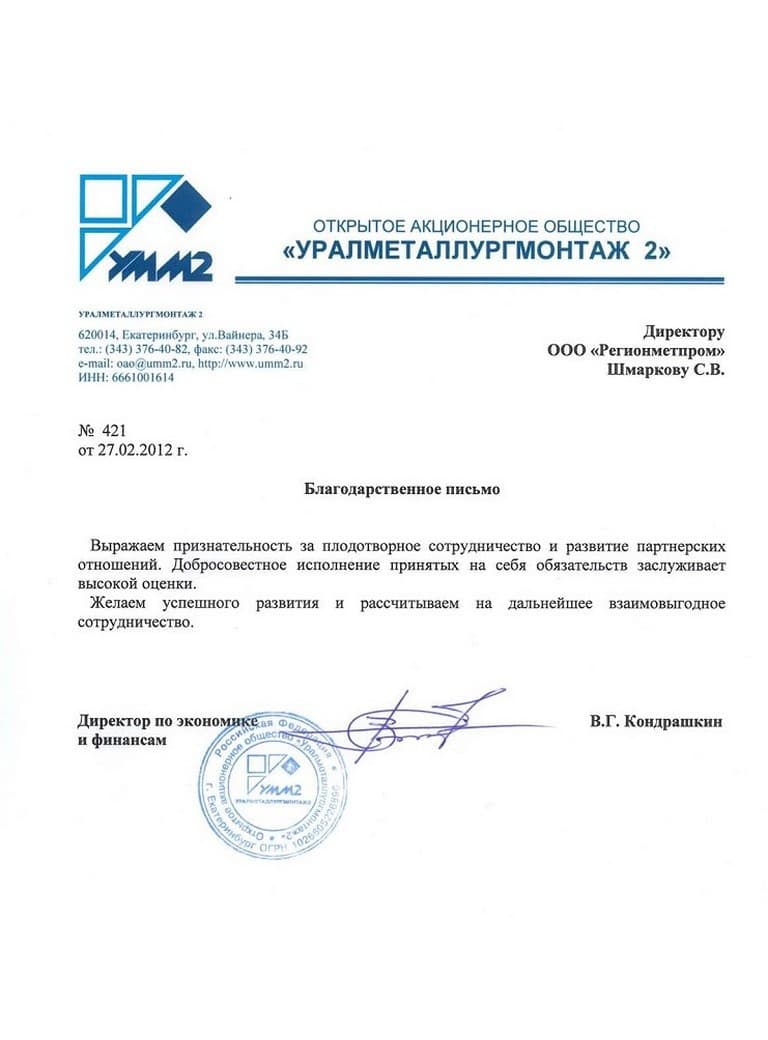 УММ2
ОТКРЫТОЕ АКЦИОНЕРНОЕ ОБЩЕСТВО
«УРАЛМЕТАЛЛУРГМОНТАЖ 2»
УРАЛМЕТАЛЛУРГМОНТАЖ 2
620014, Екатеринбург, ул.Вайнера, 34Б
тел.: (343) 376-40-82, факс: (343) 376-40-92
e-mail: oao@umm2.ru, http://www.umm2.ru
ИНН: 6661001614
Директору
ООО «Регионметпром»
Шмаркову С.В.
№ 421
от 27.02.2012 г.
Благодарственное письмо
Выражаем признательность за плодотворное сотрудничество и развитие партнерских
отношений. Добросовестное исполнение принятых на себя обязательств заслуживает
высокой оценки.
Желаем успешного развития и рассчитываем на дальнейшее взаимовыгодное
сотрудничество.
Директор по экономике
и финансам
В.Г. Кондрашкин
Российская Федерация
Открытое акционерное общество «Уралметаллургмонтаж 2»
г. Екатеринбург ОГРН
УММ2
УРАЛМЕТАЛЛУРГМОНТАЖ2